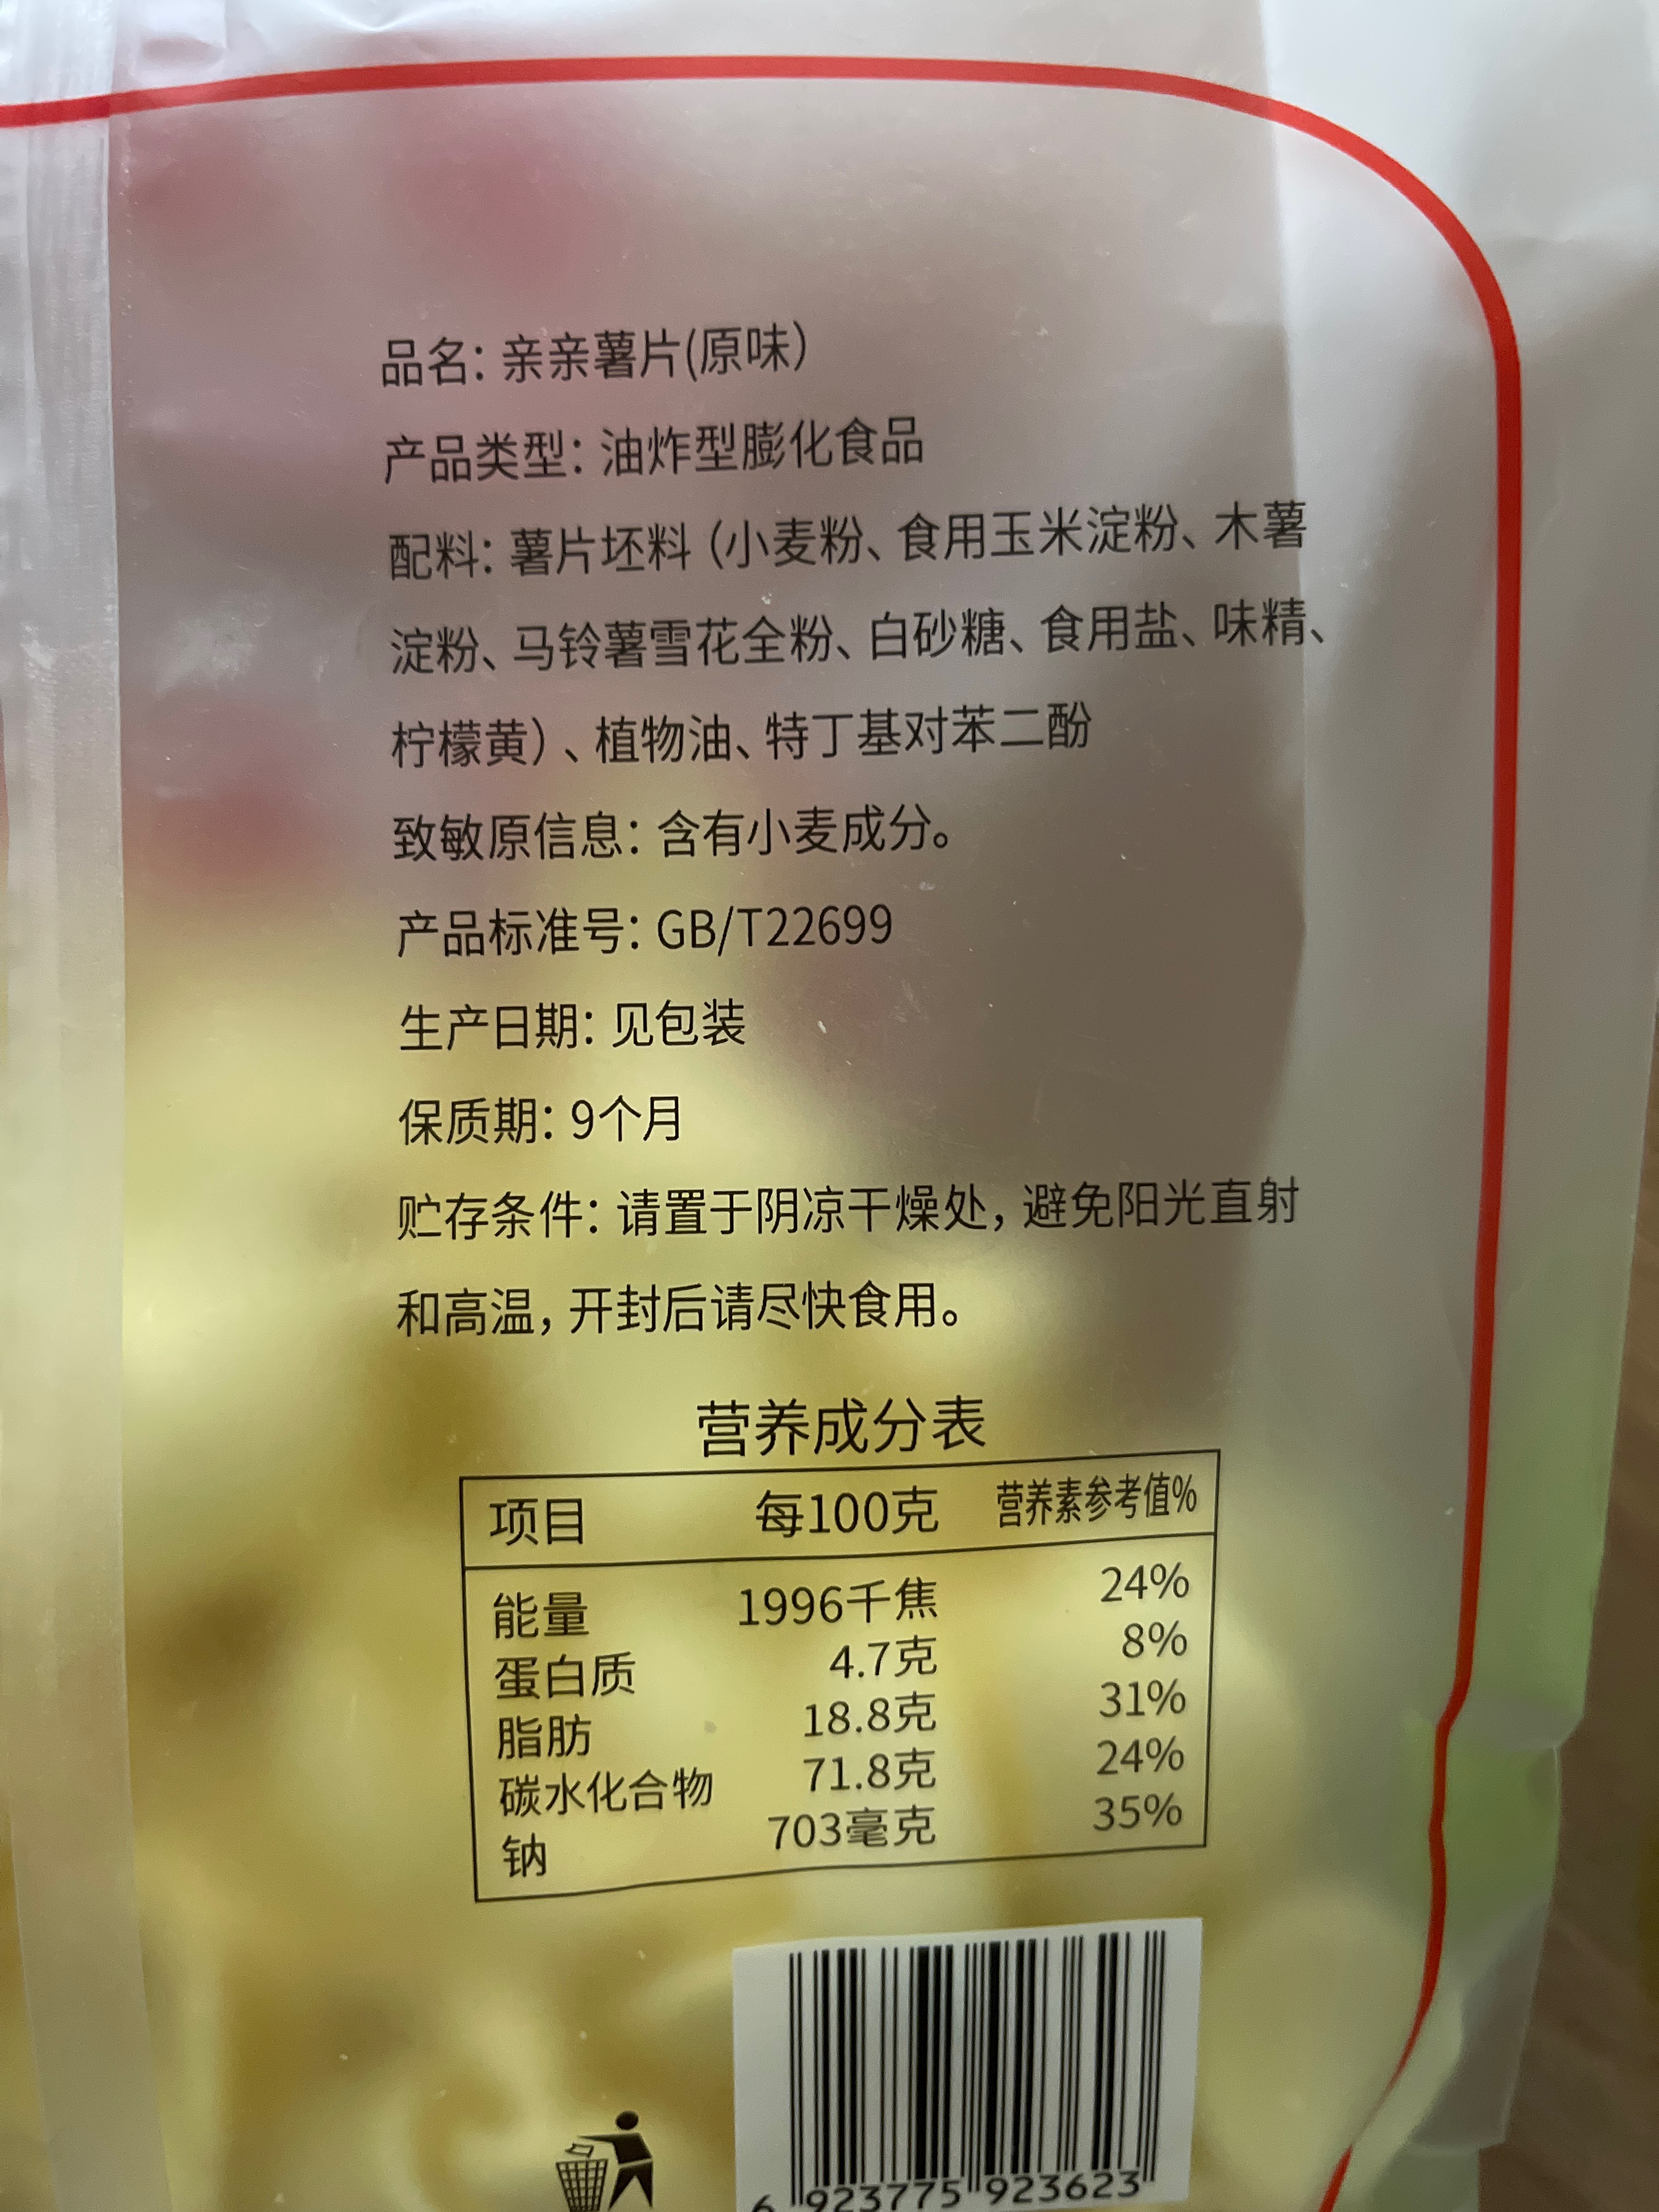 品名：亲亲薯片(原味）
产品类型：油炸型膨化食品
配料：薯片坯料（小麦粉、食用玉米淀粉、木薯
淀粉、马铃薯雪花全粉、白砂糖、食用盐、味精、
柠檬黄）、植物油、特丁基对苯二酚
致敏原信息：含有小麦成分。
产品标准号：GB/T22699
生产日期：见包装
保质期：9个月
贮存条件：请置于阴凉干燥处，避免阳光直射
和高温，开封后请尽快食用。
营养成分表
项目 每100克 营养素参考值%
能量 1996千焦 24%
蛋白质 4.7克 8%
脂肪 18.8克 31%
碳水化合物 71.8克 24%
钠 703毫克 35%
6 923775 923623